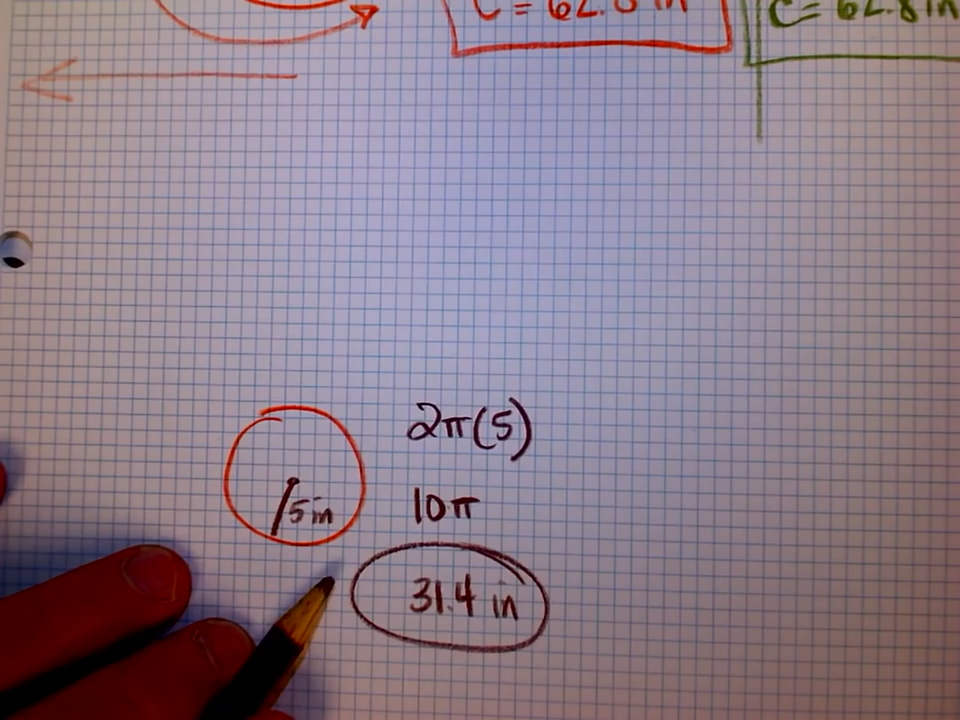 C = 62.8 in
C = 62.8 in
2π(5)
5 in
10π
31.4 in